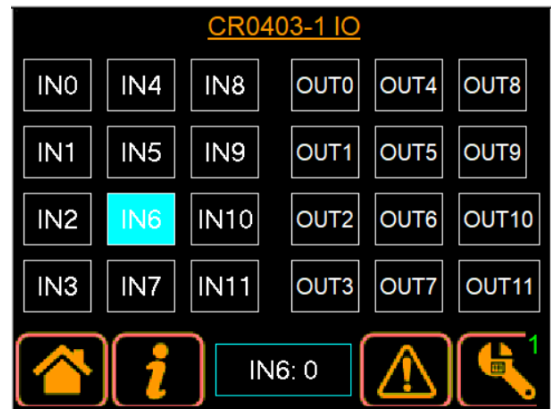 CR0403-1 IO
IN0 IN4 IN8 OUT0 OUT4 OUT8
IN1 IN5 IN9 OUT1 OUT5 OUT9
IN2 IN6 IN10 OUT2 OUT6 OUT10
IN3 IN7 IN11 OUT3 OUT7 OUT11
i IN6: 0 ! 1